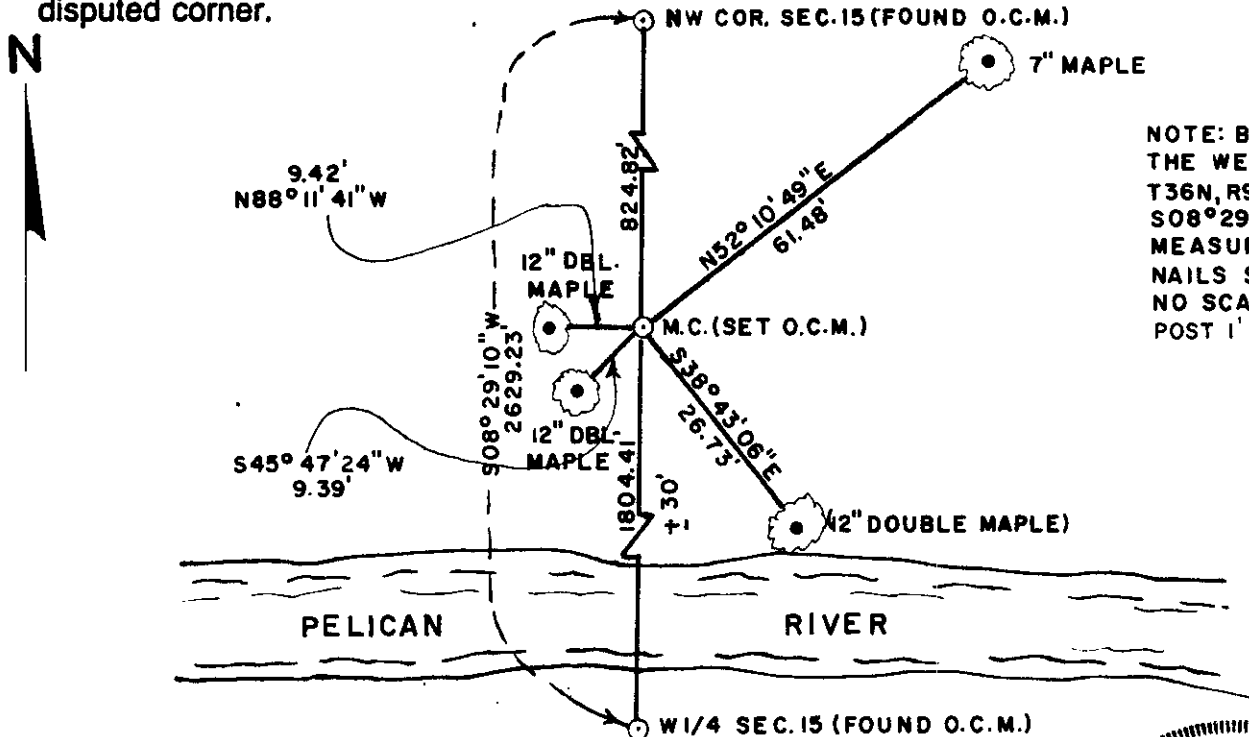 disputed corner.
N
NW COR. SEC.15 (FOUND O.C.M.)
7" MAPLE
NOTE: B
THE WE
T36N, R9
S08°29
MEASUR
NAILS S
NO SCA
POST 1'
9.42'
N88°11'41"W
824.82'
N52°10'49"E
61.48'
12" DBL.
MAPLE
M.C. (SET O.C.M.)
S08°29'10"W
2629.23'
S38°43'06"E
26.73'
12" DBL-
MAPLE
S45°47'24"W
9.39'
1804.41
±30'
(12" DOUBLE MAPLE)
PELICAN RIVER
W1/4 SEC.15 (FOUND O.C.M.)